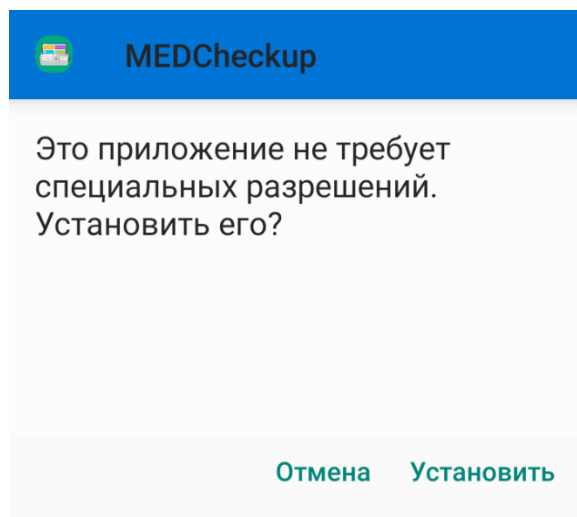 MEDCheckup
Это приложение не требует
специальных разрешений.
Установить его?
Отмена Установить